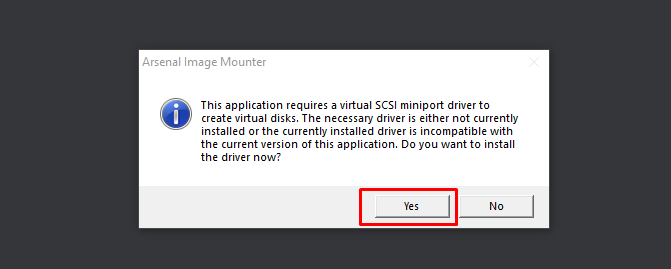 Arsenal Image Mounter
This application requires a virtual SCSI miniport driver to
create virtual disks. The necessary driver is either not currently
installed or the currently installed driver is incompatible with
the current version of this application. Do you want to install
the driver now?
Yes
No